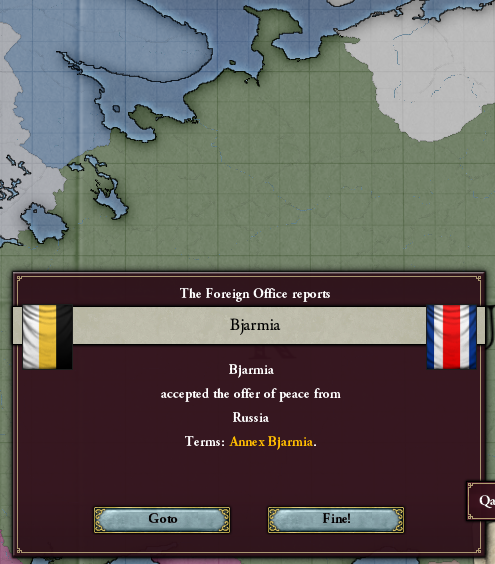 The Foreign Office reports
Bjarmia
Bjarmia
accepted the offer of peace from
Russia
Terms: Annex Bjarmia.
Goto
Fine!